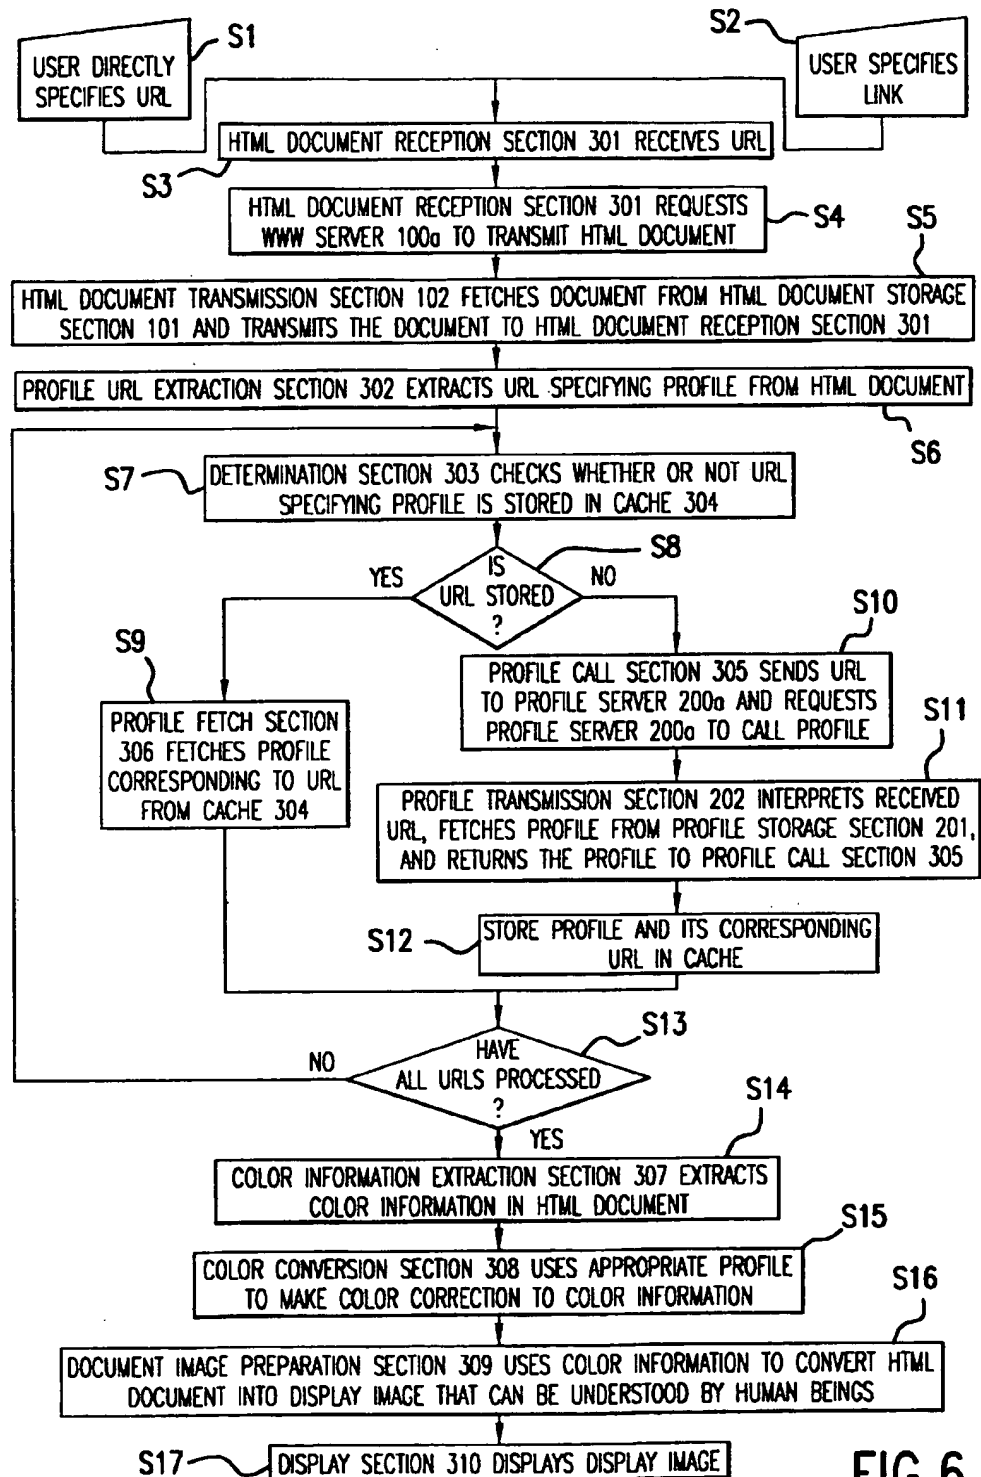 S1
USER DIRECTLY
SPECIFIES URL
S2
USER SPECIFIES
LINK
HTML DOCUMENT RECEPTION SECTION 301 RECEIVES URL
S3
HTML DOCUMENT RECEPTION SECTION 301 REQUESTS
WWW SERVER 100a TO TRANSMIT HTML DOCUMENT
S4
S5
HTML DOCUMENT TRANSMISSION SECTION 102 FETCHES DOCUMENT FROM HTML DOCUMENT STORAGE
SECTION 101 AND TRANSMITS THE DOCUMENT TO HTML DOCUMENT RECEPTION SECTION 301
PROFILE URL EXTRACTION SECTION 302 EXTRACTS URL SPECIFYING PROFILE FROM HTML DOCUMENT
S6
S7
DETERMINATION SECTION 303 CHECKS WHETHER OR NOT URL
SPECIFYING PROFILE IS STORED IN CACHE 304
S8
IS
URL STORED
?
YES
NO
S9
PROFILE FETCH SECTION
306 FETCHES PROFILE
CORRESPONDING TO URL
FROM CACHE 304
S10
PROFILE CALL SECTION 305 SENDS URL
TO PROFILE SERVER 200a AND REQUESTS
PROFILE SERVER 200a TO CALL PROFILE
S11
PROFILE TRANSMISSION SECTION 202 INTERPRETS RECEIVED
URL, FETCHES PROFILE FROM PROFILE STORAGE SECTION 201,
AND RETURNS THE PROFILE TO PROFILE CALL SECTION 305
S12
STORE PROFILE AND ITS CORRESPONDING
URL IN CACHE
S13
HAVE
ALL URLS PROCESSED
?
NO
YES
S14
COLOR INFORMATION EXTRACTION SECTION 307 EXTRACTS
COLOR INFORMATION IN HTML DOCUMENT
S15
COLOR CONVERSION SECTION 308 USES APPROPRIATE PROFILE
TO MAKE COLOR CORRECTION TO COLOR INFORMATION
S16
DOCUMENT IMAGE PREPARATION SECTION 309 USES COLOR INFORMATION TO CONVERT HTML
DOCUMENT INTO DISPLAY IMAGE THAT CAN BE UNDERSTOOD BY HUMAN BEINGS
S17
DISPLAY SECTION 310 DISPLAYS DISPLAY IMAGE
FIG. 6